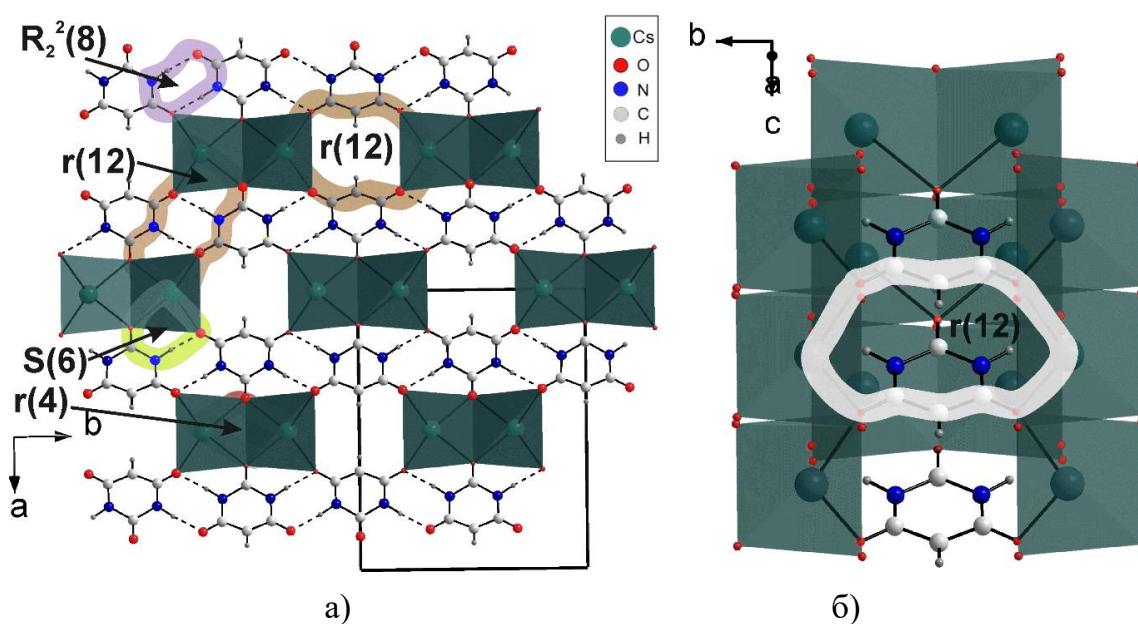 R₂²(8)
r(12)
r(12)
S(6)
r(4)
b
a
Cs
O
N
C
H
b
a
c
r(12)
а)
б)